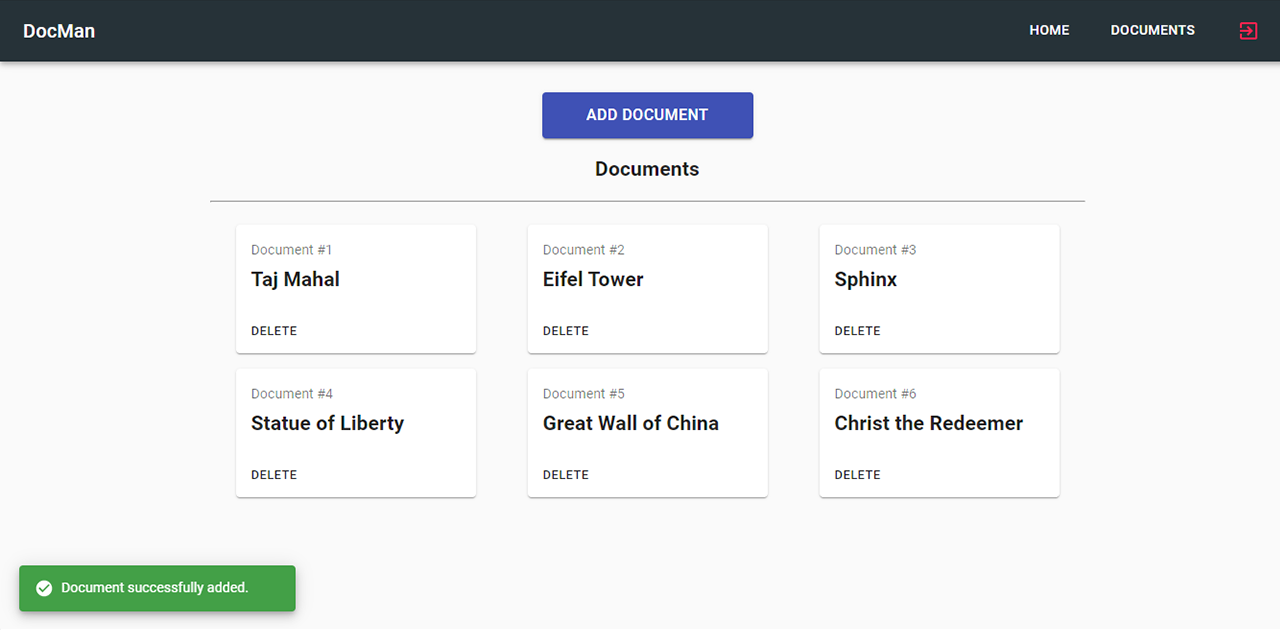 DocMan
HOME
DOCUMENTS
ADD DOCUMENT
Documents
Document #1
Taj Mahal
DELETE
Document #2
Eifel Tower
DELETE
Document #3
Sphinx
DELETE
Document #4
Statue of Liberty
DELETE
Document #5
Great Wall of China
DELETE
Document #6
Christ the Redeemer
DELETE
Document successfully added.